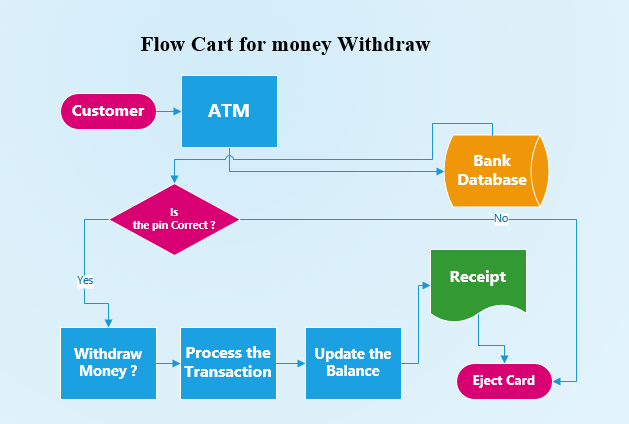 Flow Cart for money Withdraw
Customer
ATM
Bank
Database
Is
the pin Correct ?
No
Yes
Receipt
Withdraw
Money ?
Process the
Transaction
Update the
Balance
Eject Card